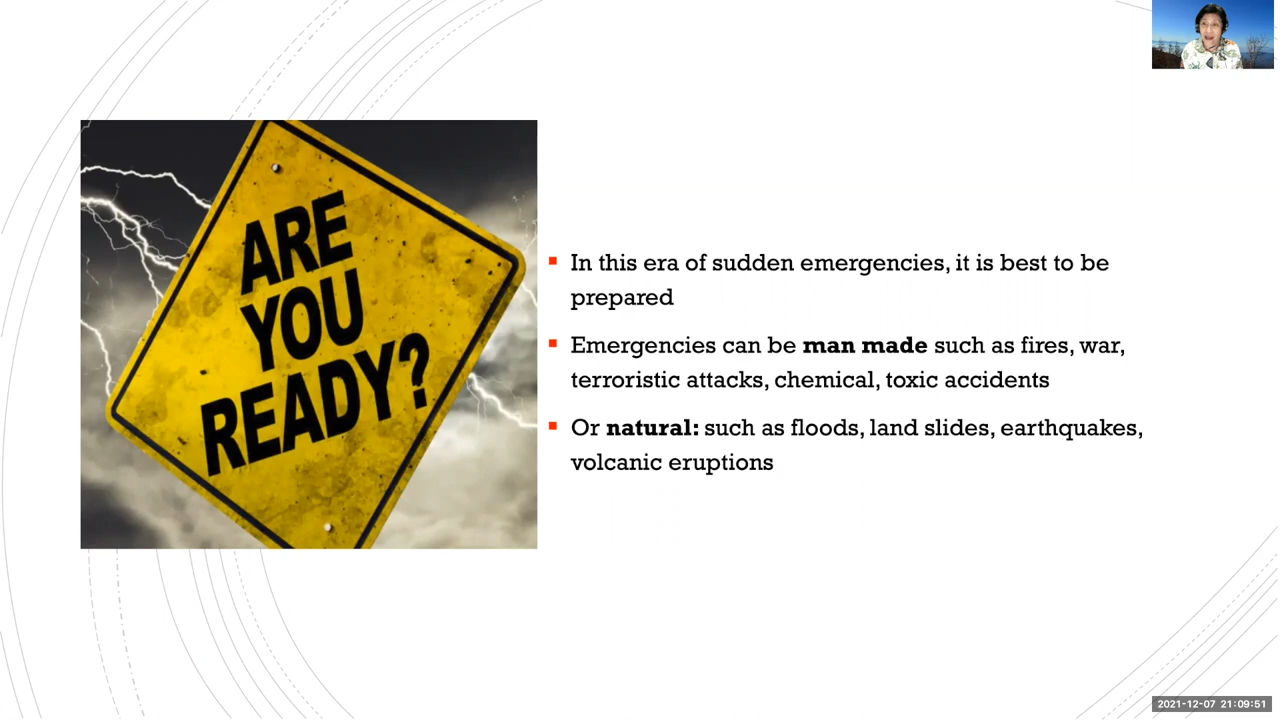 ARE
YOU
READY?
In this era of sudden emergencies, it is best to be
prepared
Emergencies can be man made such as fires, war,
terroristic attacks, chemical, toxic accidents
Or natural: such as floods, land slides, earthquakes,
volcanic eruptions
2021-12-07 21:09:51